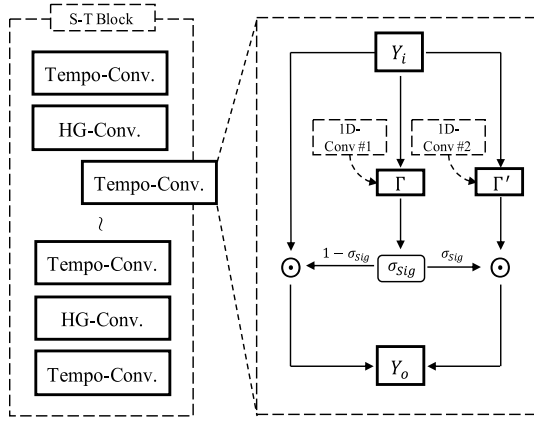 S-T Block
Tempo-Conv.
HG-Conv.
Tempo-Conv.
~
Tempo-Conv.
HG-Conv.
Tempo-Conv.
Y_i
1D-
Conv #1
1D-
Conv #2
Γ
Γ′
1 − σ_Sig
σ_Sig
σ_Sig
Y_o